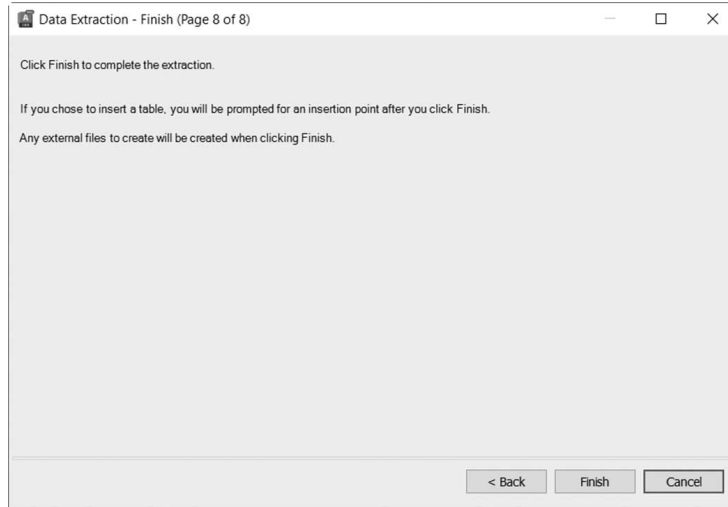 Data Extraction - Finish (Page 8 of 8)
Click Finish to complete the extraction.
If you chose to insert a table, you will be prompted for an insertion point after you click Finish.
Any external files to create will be created when clicking Finish.
< Back
Finish
Cancel